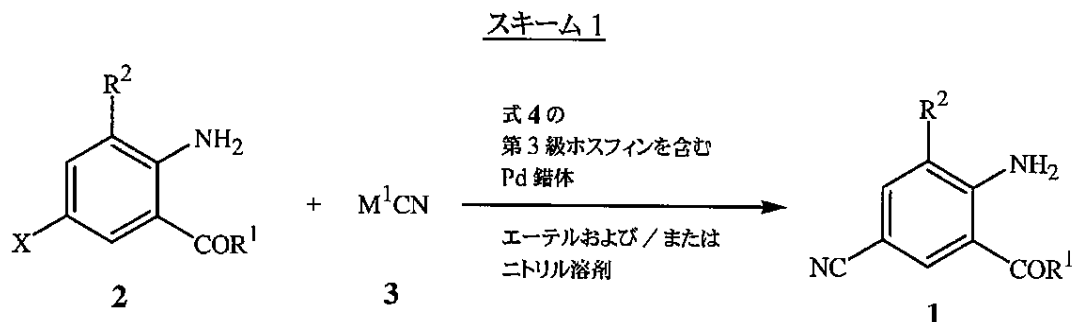 スキーム 1
R²
NH₂
X
COR¹
2
+
M¹CN
3
式 4 の
第 3 級ホスフィンを含む
Pd 錯体
エーテルおよび / または
ニトリル溶剤
R²
NH₂
NC
COR¹
1